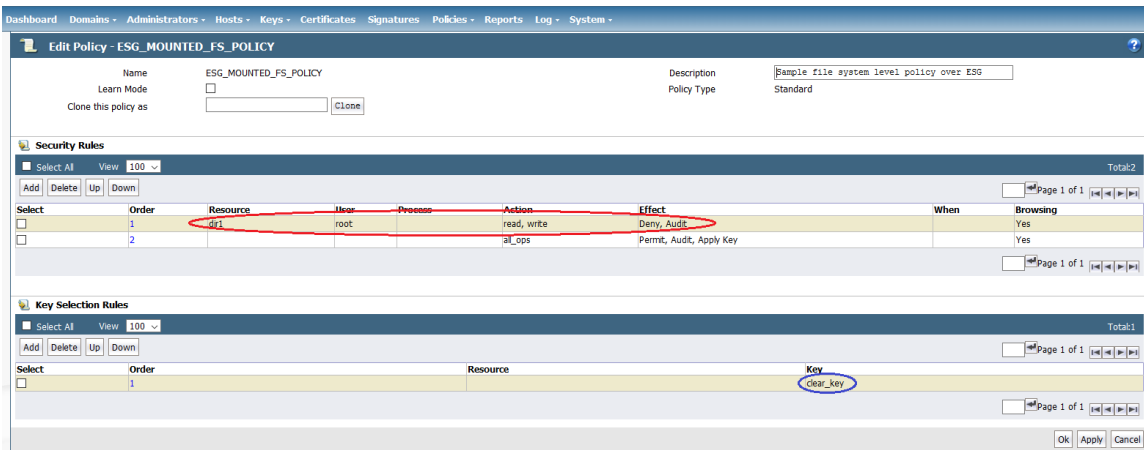 Dashboard Domains Administrators Hosts Keys Certificates Signatures Policies Reports Log System
Edit Policy - ESG_MOUNTED_FS_POLICY ?
Name ESG_MOUNTED_FS_POLICY Description Sample file system level policy over ESG
Learn Mode Policy Type Standard
Clone this policy as Clone
Security Rules
Select All View 100 Total:2
Add Delete Up Down Page 1 of 1
Select Order Resource User Process Action Effect When Browsing
1 dir1 root read, write Deny, Audit Yes
2 all_ops Permit, Audit, Apply Key Yes
Page 1 of 1
Key Selection Rules
Select All View 100 Total:1
Add Delete Up Down Page 1 of 1
Select Order Resource Key
1 clear_key
Page 1 of 1
Ok Apply Cancel